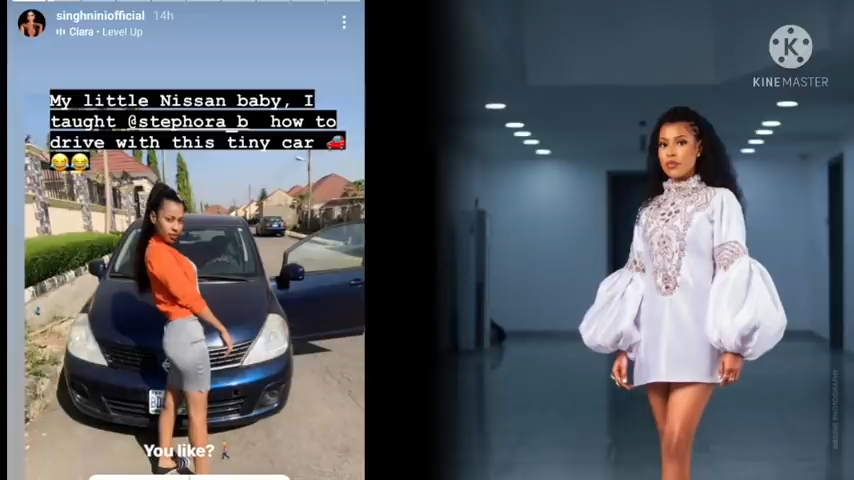 singhniniofficial 14h
Ciara • Level Up
My little Nissan baby, I
taught @stephora_b how to
drive with this tiny car 🚗
😂😂
You like? 🚶
K
KINEMASTER